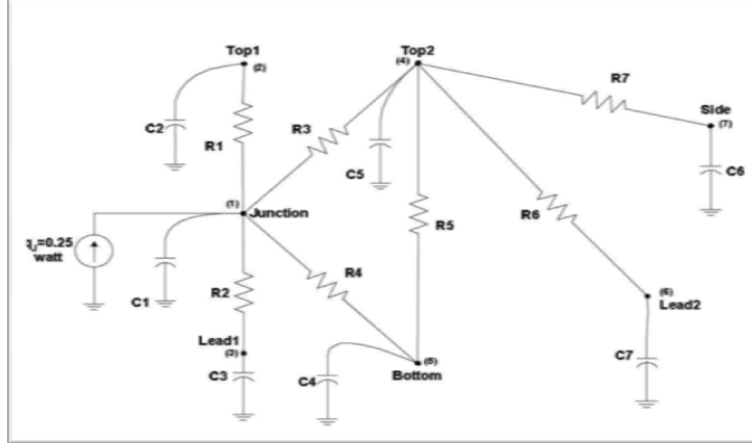 Top1
(2)
Top2
(4)
R7
Side
(7)
C2
R1
R3
C5
C6
(1)
Junction
=0.25
watt
R5
R6
C1
R2
R4
(6)
Lead2
Lead1
(3)
C3
C4
(5)
Bottom
C7